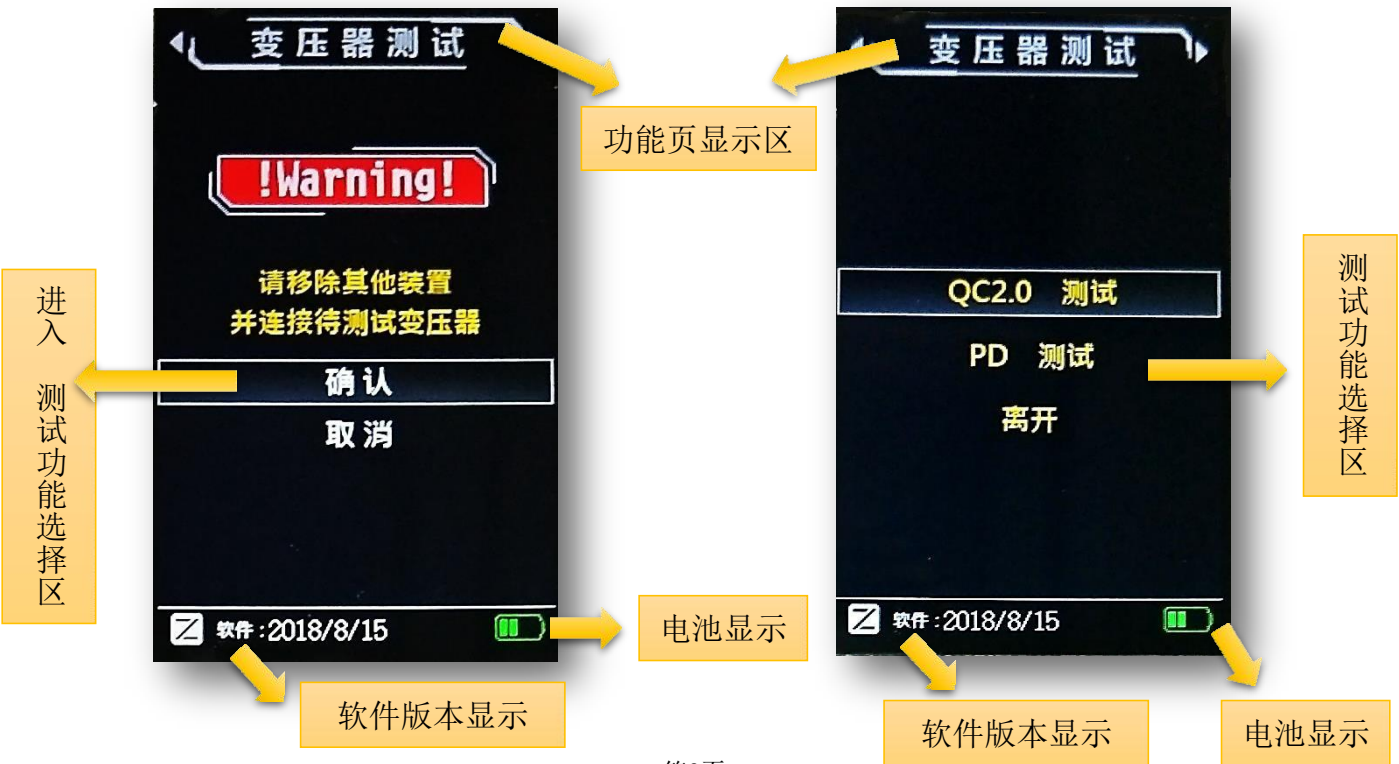 变压器测试
!Warning!
请移除其他装置
并连接待测试变压器
确认
取消
软件:2018/8/15
变压器测试
QC2.0 测试
PD 测试
离开
软件:2018/8/15
功能页显示区
进入 测试功能选择区
测试功能选择区
电池显示
软件版本显示
软件版本显示
电池显示